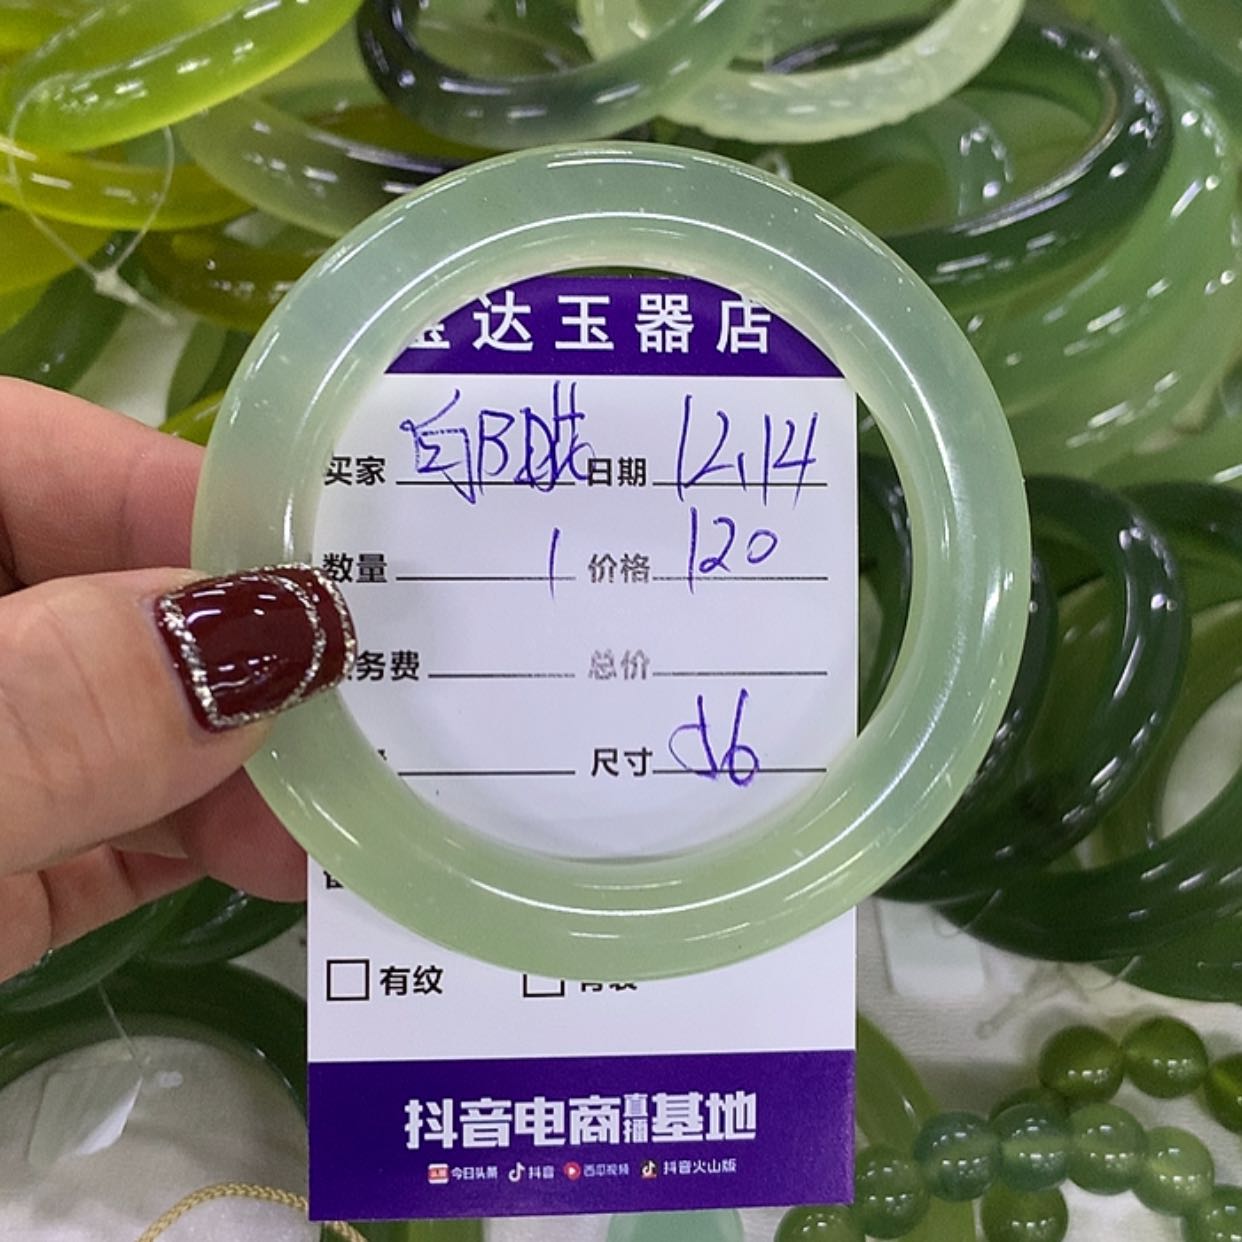 达玉器店
买家 日期 12.14
数量 1 价格 120
务费 总价
尺寸 56
有纹
抖音电商直播基地
今日头条 抖音 西瓜视频 抖音火山版